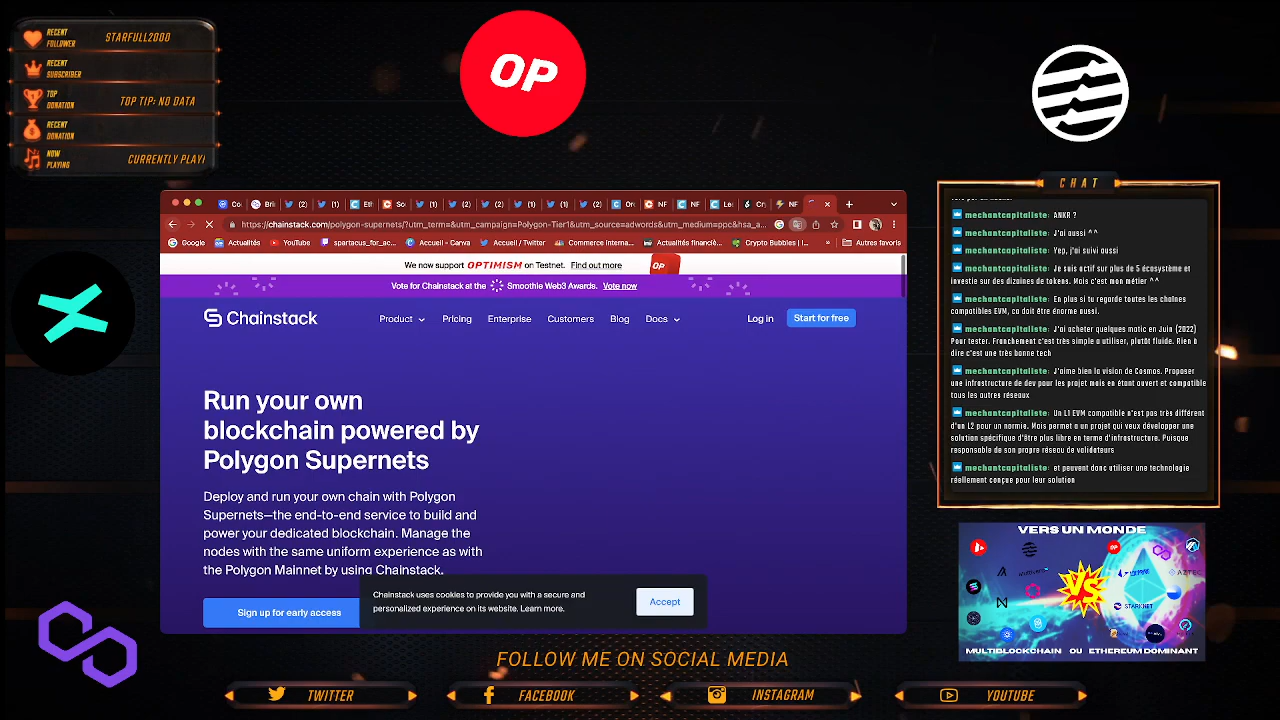 RECENT
FOLLOWER
STARFULL2000
RECENT
SUBSCRIBER
TOP
DONATION
TOP TIP: NO DATA
RECENT
DONATION
NOW
PLAYING
CURRENTLY PLAYI
OP
https://chainstack.com/polygon-supernets/?utm_term&utm_campaign=Polygon-Tier1&utm_source=adwords&utm_medium=ppc&hsa_a...
Google Actualités YouTube spartacus_for_ac... Accueil – Canva Accueil / Twitter Commerce Interna... Actualités financiè... Crypto Bubbles | I... » Autres favoris
We now support OPTIMISM on Testnet. Find out more
OP
Vote for Chainstack at the Smoothie Web3 Awards. Vote now
Chainstack
Product Pricing Enterprise Customers Blog Docs Log in Start for free
Run your own
blockchain powered by
Polygon Supernets
Deploy and run your own chain with Polygon
Supernets—the end-to-end service to build and
power your dedicated blockchain. Manage the
nodes with the same uniform experience as with
the Polygon Mainnet by using Chainstack.
Sign up for early access
Chainstack uses cookies to provide you with a secure and
personalized experience on its website. Learn more.
Accept
CHAT
mechantcapitaliste: ANKR ?
mechantcapitaliste: J'ai aussi ^^
mechantcapitaliste: Yep, j'ai suivi aussi
mechantcapitaliste: Je suis actif sur plus de 5 écosystème et
investie sur des dizaines de tokens. Mais c'est mon métier ^^
mechantcapitaliste: En plus si tu regarde toutes les chaînes
compatibles EVM, ca doit être énorme aussi.
mechantcapitaliste: J'ai acheter quelques matic en Juin (2022)
Pour tester. Franchement c'est très simple a utiliser, plutôt fluide. Rien à
dire c'est une très bonne tech
mechantcapitaliste: J'aime bien la vision de Cosmos. Proposer
une infrastructure de dev pour les projet mais en étant ouvert et compatible
tous les autres réseaux
mechantcapitaliste: Un L1 EVM compatible n'est pas très différent
d'un L2 pour un normie. Mais permet a un projet qui veux développer une
solution spécifique d'être plus libre en terme d'infrastructure. Puisque
responsable de son propre réseau de validateurs
mechantcapitaliste: et peuvent donc utiliser une technologie
réellement conçue pour leur solution
VERS UN MONDE
OP
AZTEC
VS
STARKNET
MULTIBLOCKCHAIN OU ETHEREUM DOMINANT
FOLLOW ME ON SOCIAL MEDIA
TWITTER FACEBOOK INSTAGRAM YOUTUBE